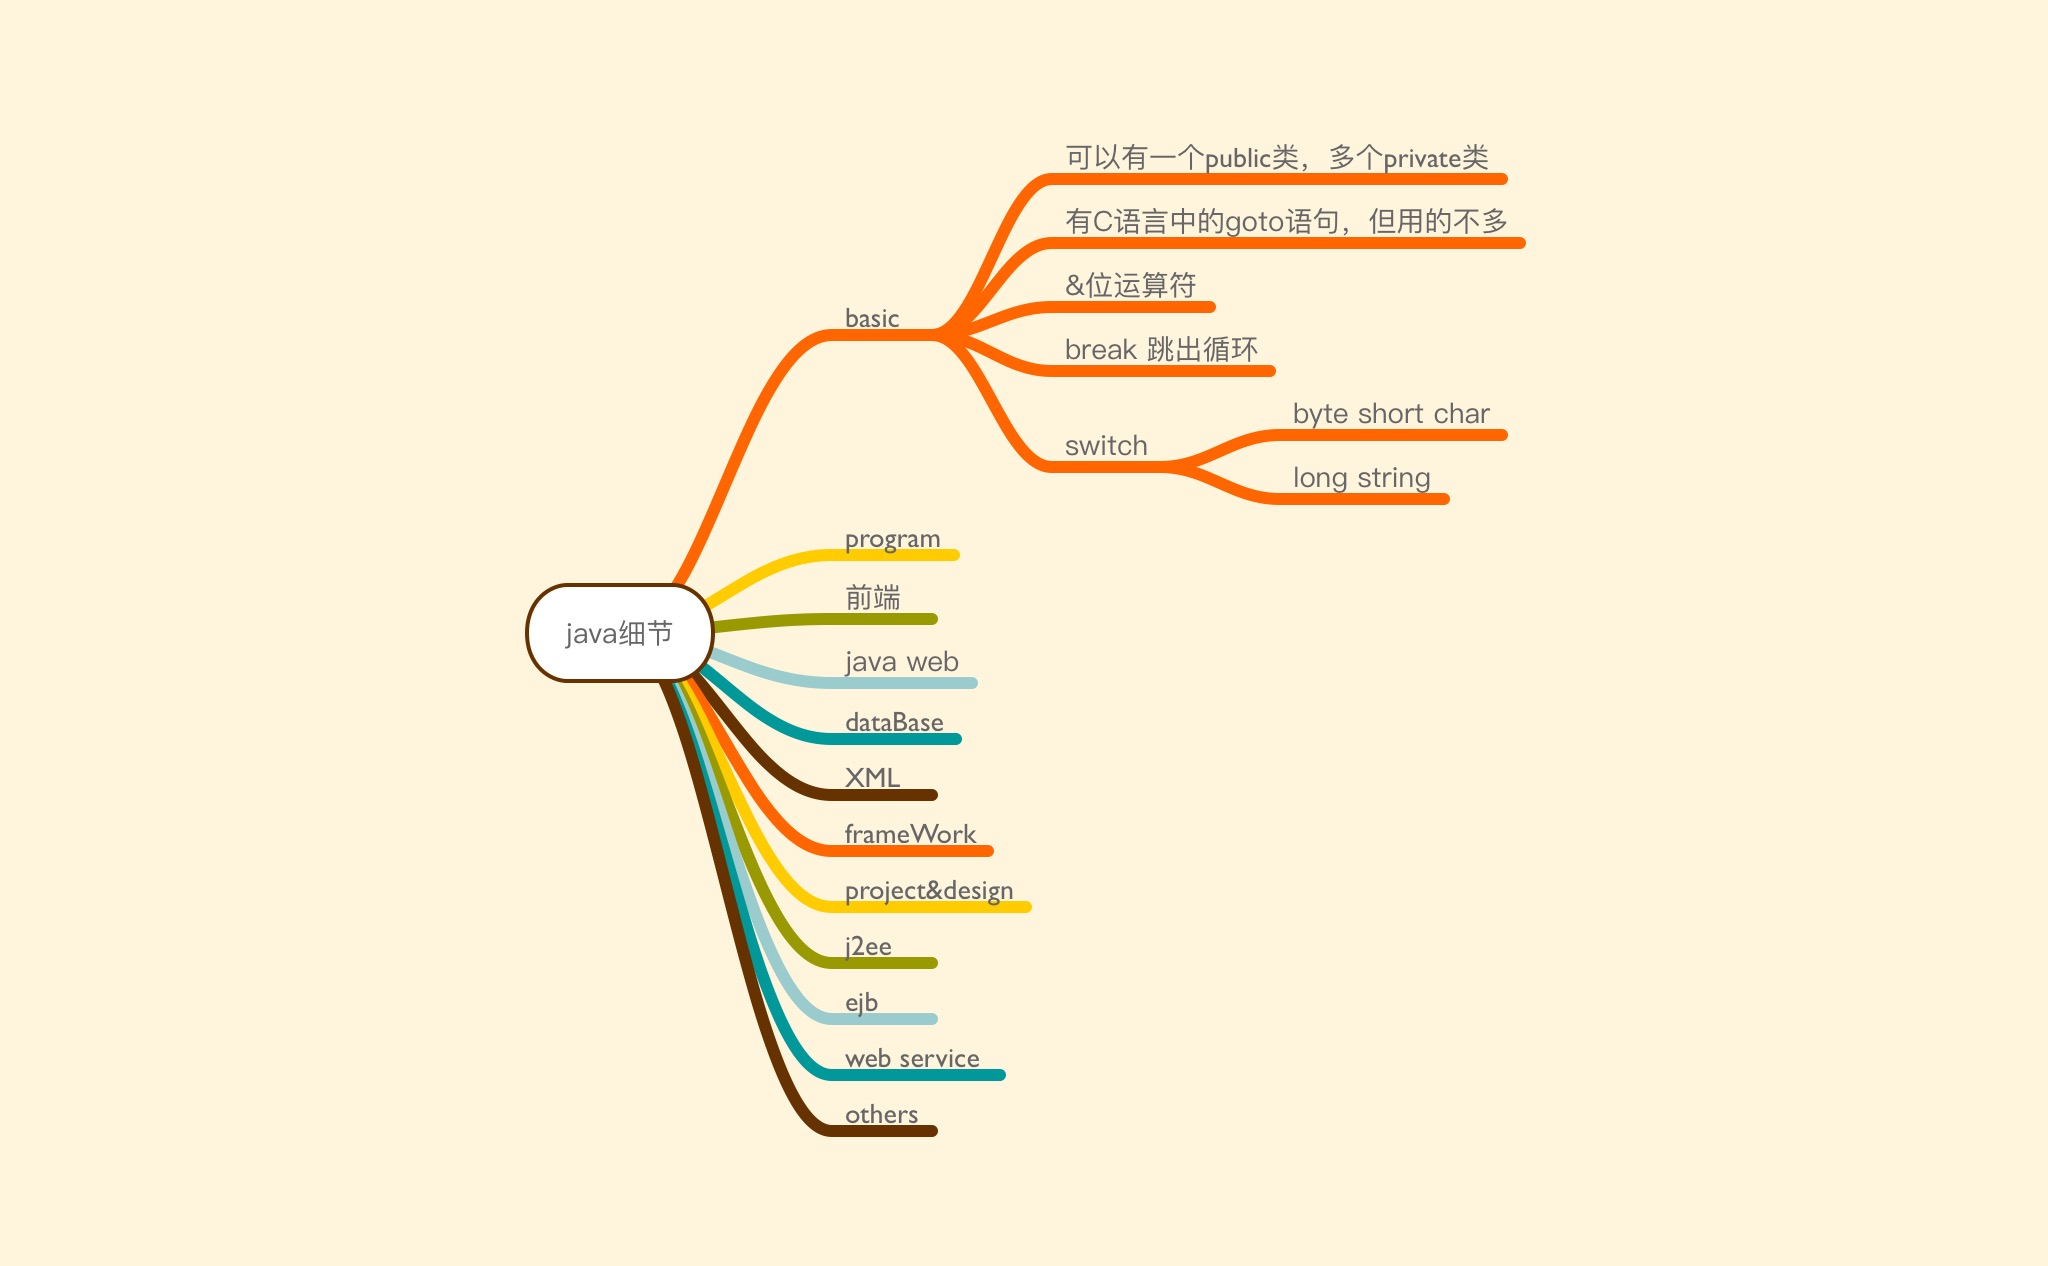 可以有一个public类，多个private类
有C语言中的goto语句，但用的不多
&位运算符
basic
break 跳出循环
byte short char
switch
long string
program
前端
java细节
java web
dataBase
XML
frameWork
project&design
j2ee
ejb
web service
others